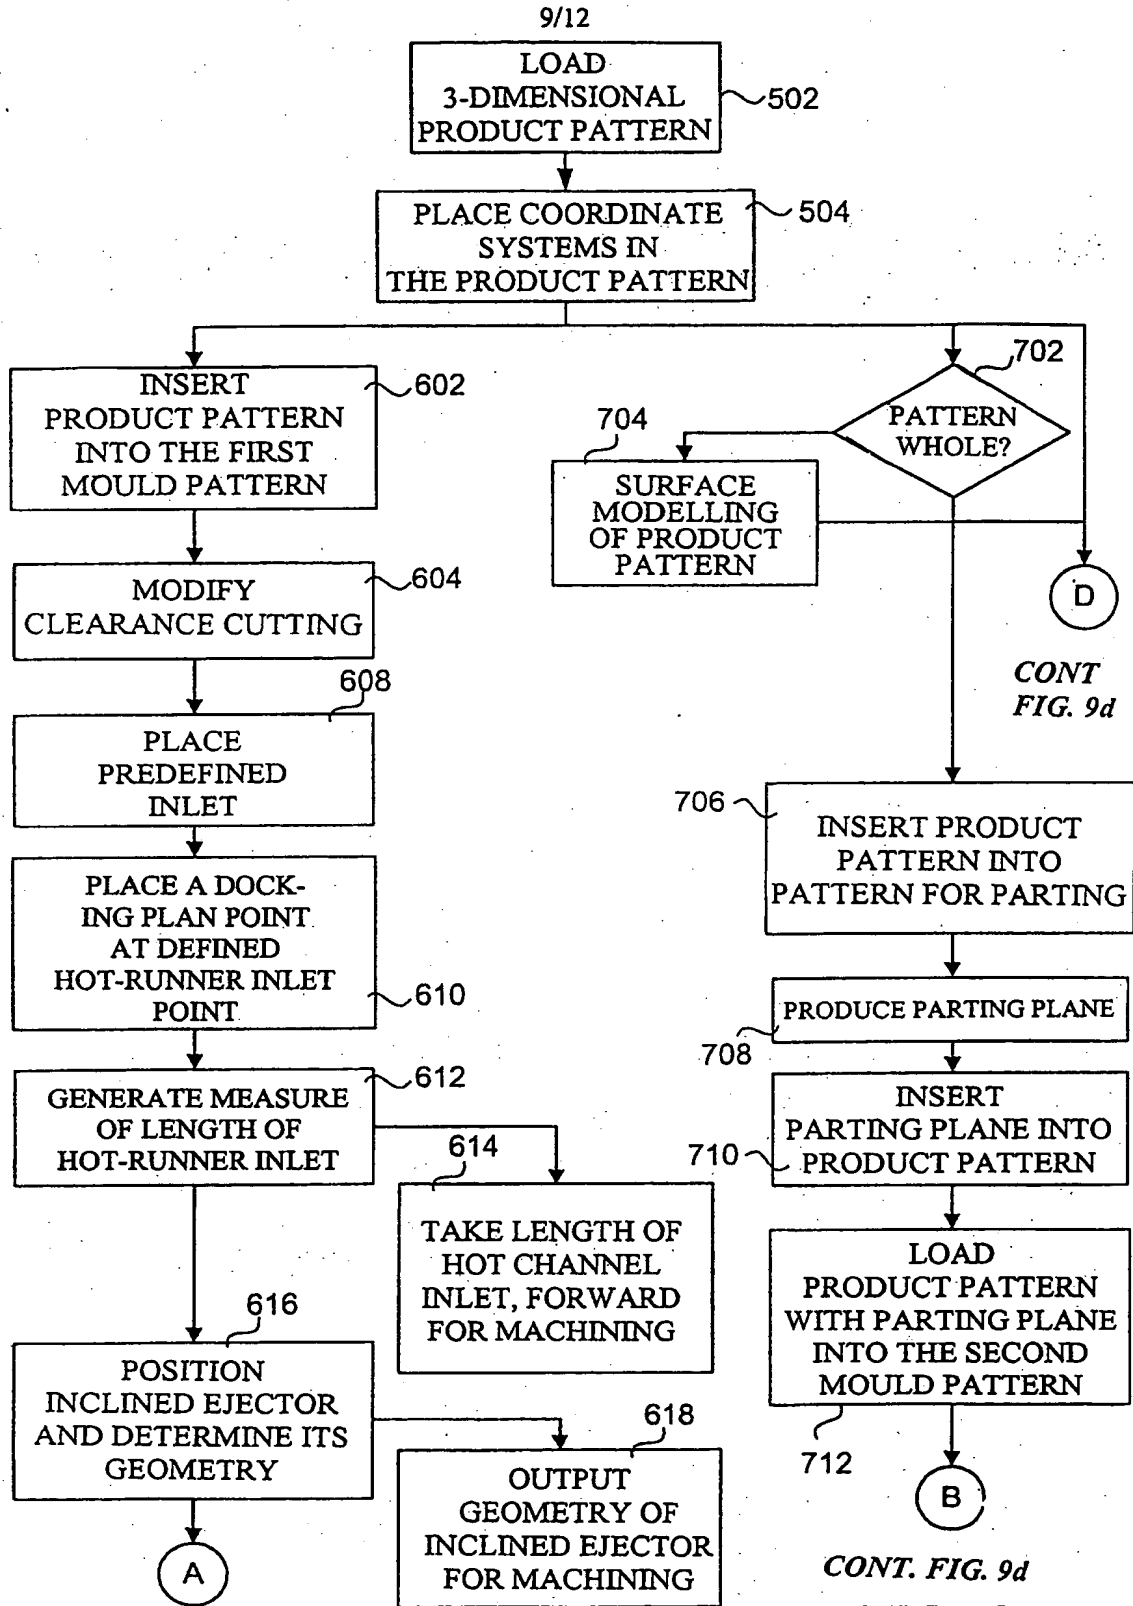 9/12
LOAD
3-DIMENSIONAL
PRODUCT PATTERN
502
PLACE COORDINATE
SYSTEMS IN
THE PRODUCT PATTERN
504
INSERT
PRODUCT PATTERN
INTO THE FIRST
MOULD PATTERN
602
MODIFY
CLEARANCE CUTTING
604
608
PLACE
PREDEFINED
INLET
PLACE A DOCK-
ING PLAN POINT
AT DEFINED
HOT-RUNNER INLET
POINT
610
GENERATE MEASURE
OF LENGTH OF
HOT-RUNNER INLET
612
614
TAKE LENGTH OF
HOT CHANNEL
INLET, FORWARD
FOR MACHINING
616
POSITION
INCLINED EJECTOR
AND DETERMINE ITS
GEOMETRY
618
OUTPUT
GEOMETRY OF
INCLINED EJECTOR
FOR MACHINING
A
702
PATTERN
WHOLE?
704
SURFACE
MODELLING
OF PRODUCT
PATTERN
D
CONT
FIG. 9d
706
INSERT PRODUCT
PATTERN INTO
PATTERN FOR PARTING
PRODUCE PARTING PLANE
708
INSERT
PARTING PLANE INTO
PRODUCT PATTERN
710
LOAD
PRODUCT PATTERN
WITH PARTING PLANE
INTO THE SECOND
MOULD PATTERN
712
B
CONT. FIG. 9d